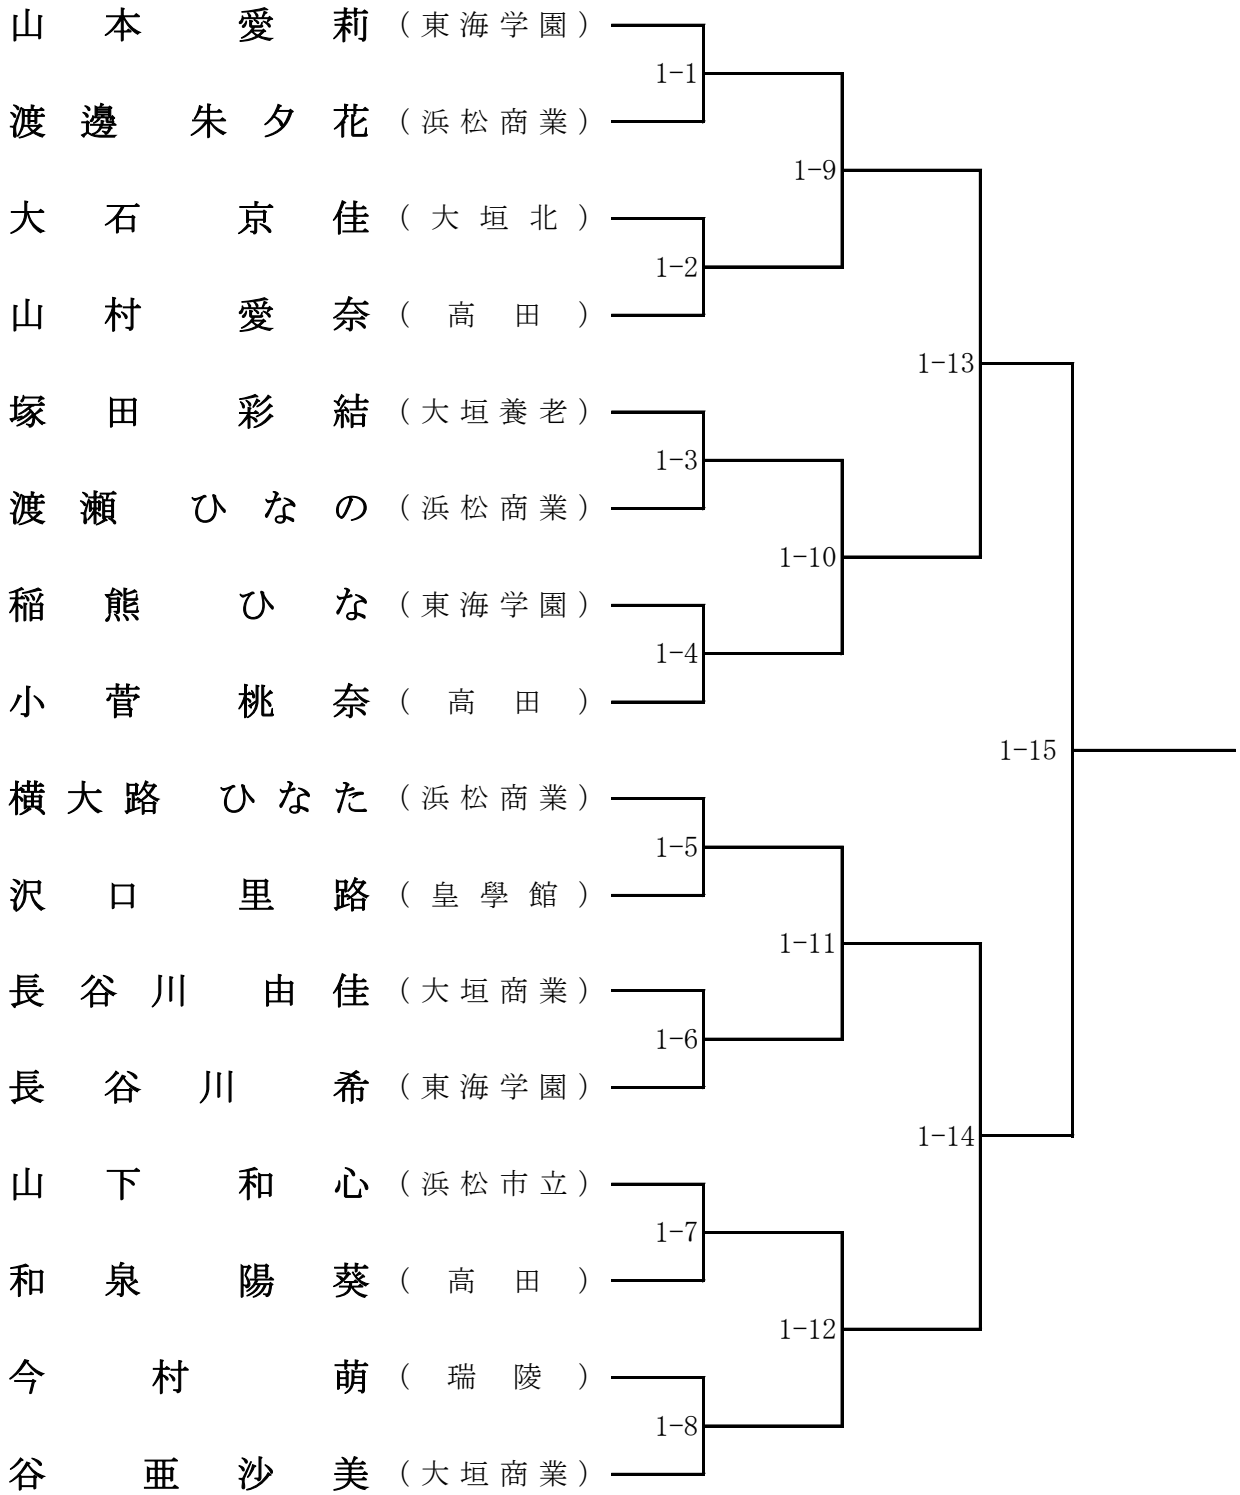 山本 愛莉 (東海学園)
1-1
渡邊 朱夕花 (浜松商業)
1-9
大石 京佳 (大垣北)
1-2
山村 愛奈 (高田)
1-13
塚田 彩結 (大垣養老)
1-3
渡瀬 ひなの (浜松商業)
1-10
稲熊 ひな (東海学園)
1-4
小菅 桃奈 (高田)
1-15
横大路 ひなた (浜松商業)
1-5
沢口 里路 (皇學館)
1-11
長谷川 由佳 (大垣商業)
1-6
長谷川 希 (東海学園)
1-14
山下 和心 (浜松市立)
1-7
和泉 陽葵 (高田)
1-12
今村 萌 (瑞陵)
1-8
谷 亜沙美 (大垣商業)